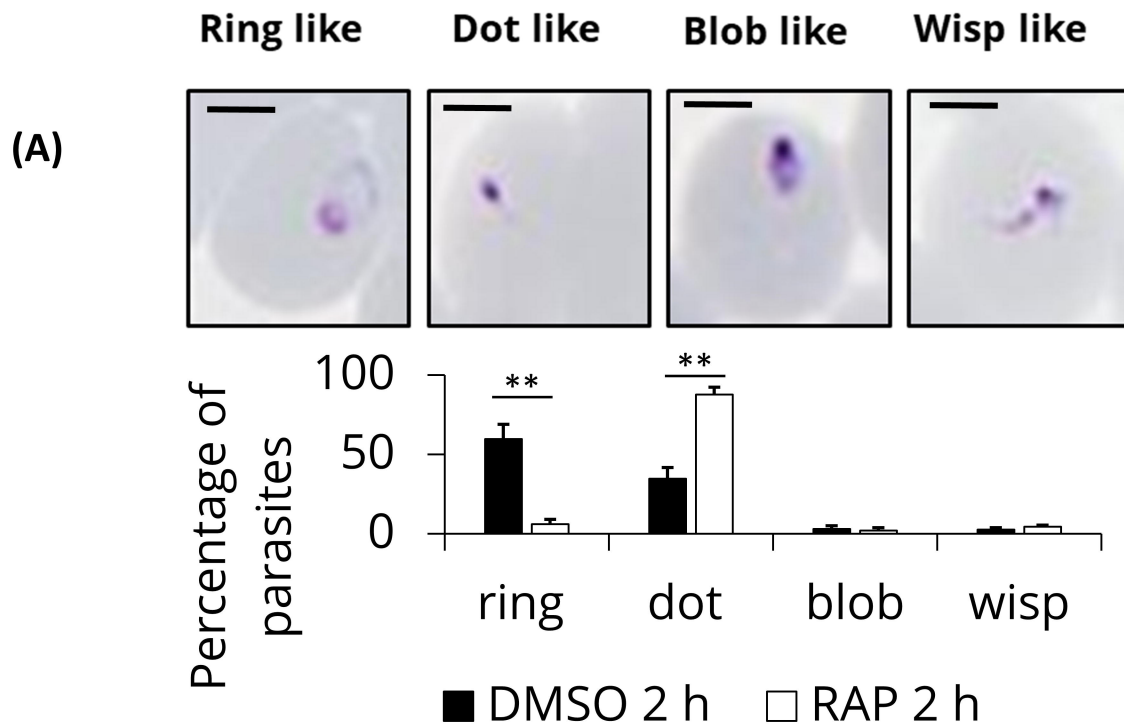 Ring like Dot like Blob like Wisp like
(A)
Percentage of
parasites
100
50
0
** **
ring dot blob wisp
DMSO 2 h RAP 2 h